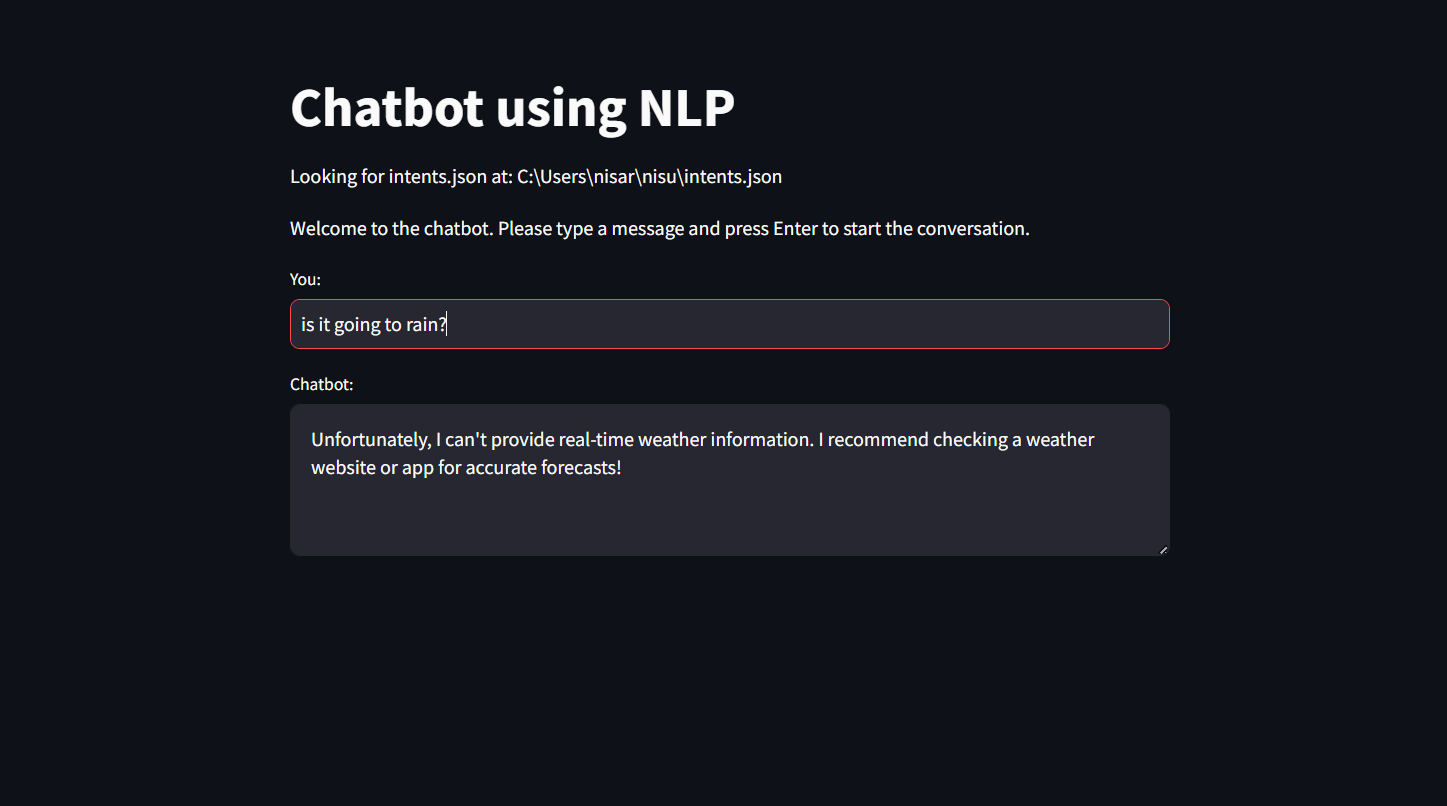 Chatbot using NLP
Looking for intents.json at: C:\Users\nisar\nisu\intents.json
Welcome to the chatbot. Please type a message and press Enter to start the conversation.
You:
is it going to rain?
Chatbot:
Unfortunately, I can't provide real-time weather information. I recommend checking a weather
website or app for accurate forecasts!